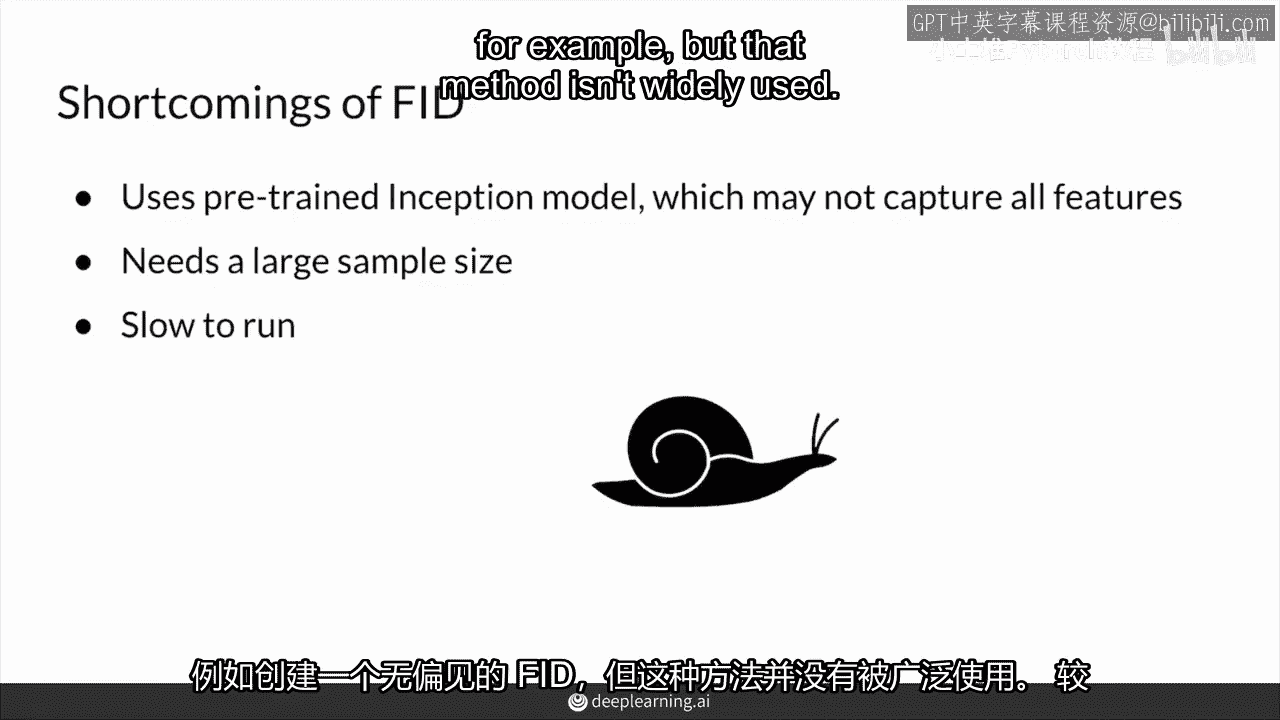 GPT中英字幕课程资源@bilibili.com
for example, but that
method isn't widely used.
Shortcomings of FID
● Uses pre-trained Inception model, which may not capture all features
● Needs a large sample size
● Slow to run
例如创建一个无偏见的 FID，但这种方法并没有被广泛使用。 较
deeplearning.ai